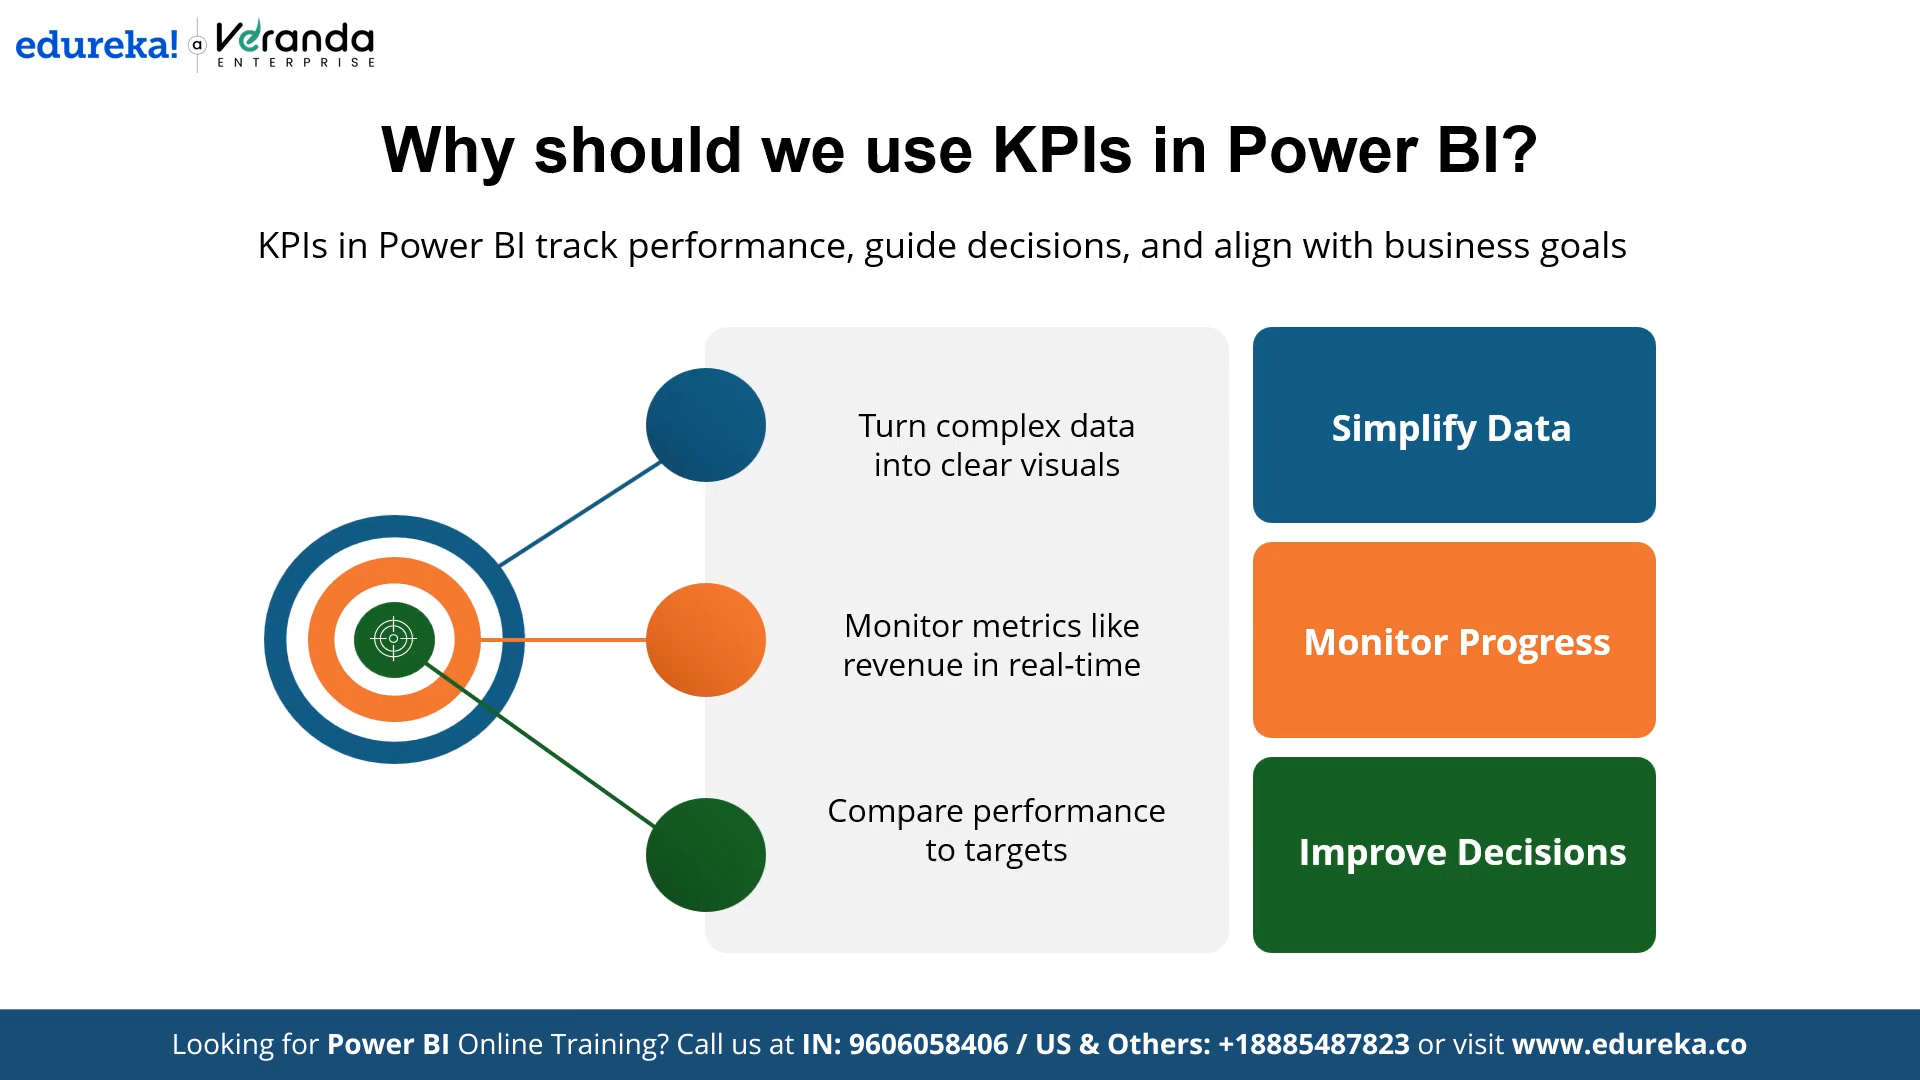 edureka! a Veranda
ENTERPRISE
Why should we use KPIs in Power BI?
KPIs in Power BI track performance, guide decisions, and align with business goals
Turn complex data
into clear visuals
Simplify Data
Monitor metrics like
revenue in real-time
Monitor Progress
Compare performance
to targets
Improve Decisions
Looking for Power BI Online Training? Call us at IN: 9606058406 / US & Others: +18885487823 or visit www.edureka.co